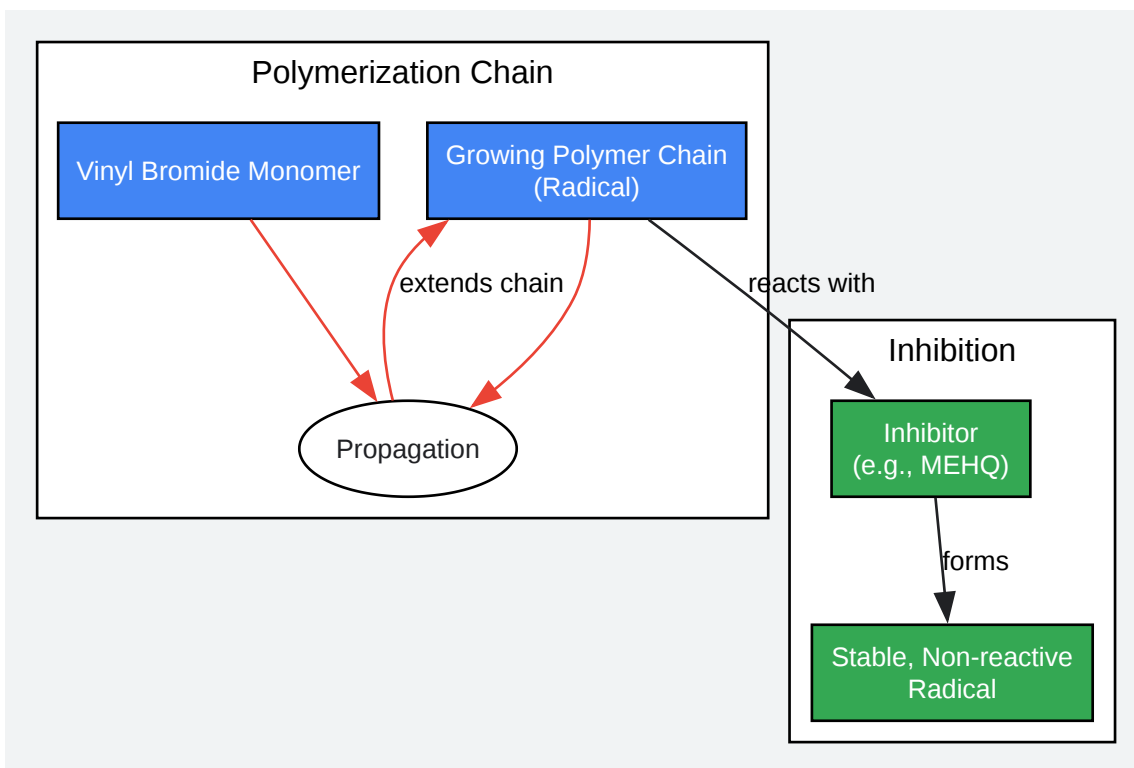 Polymerization Chain
Vinyl Bromide Monomer
Growing Polymer Chain
(Radical)
extends chain
reacts with
Propagation
Inhibition
Inhibitor
(e.g., MEHQ)
forms
Stable, Non-reactive
Radical